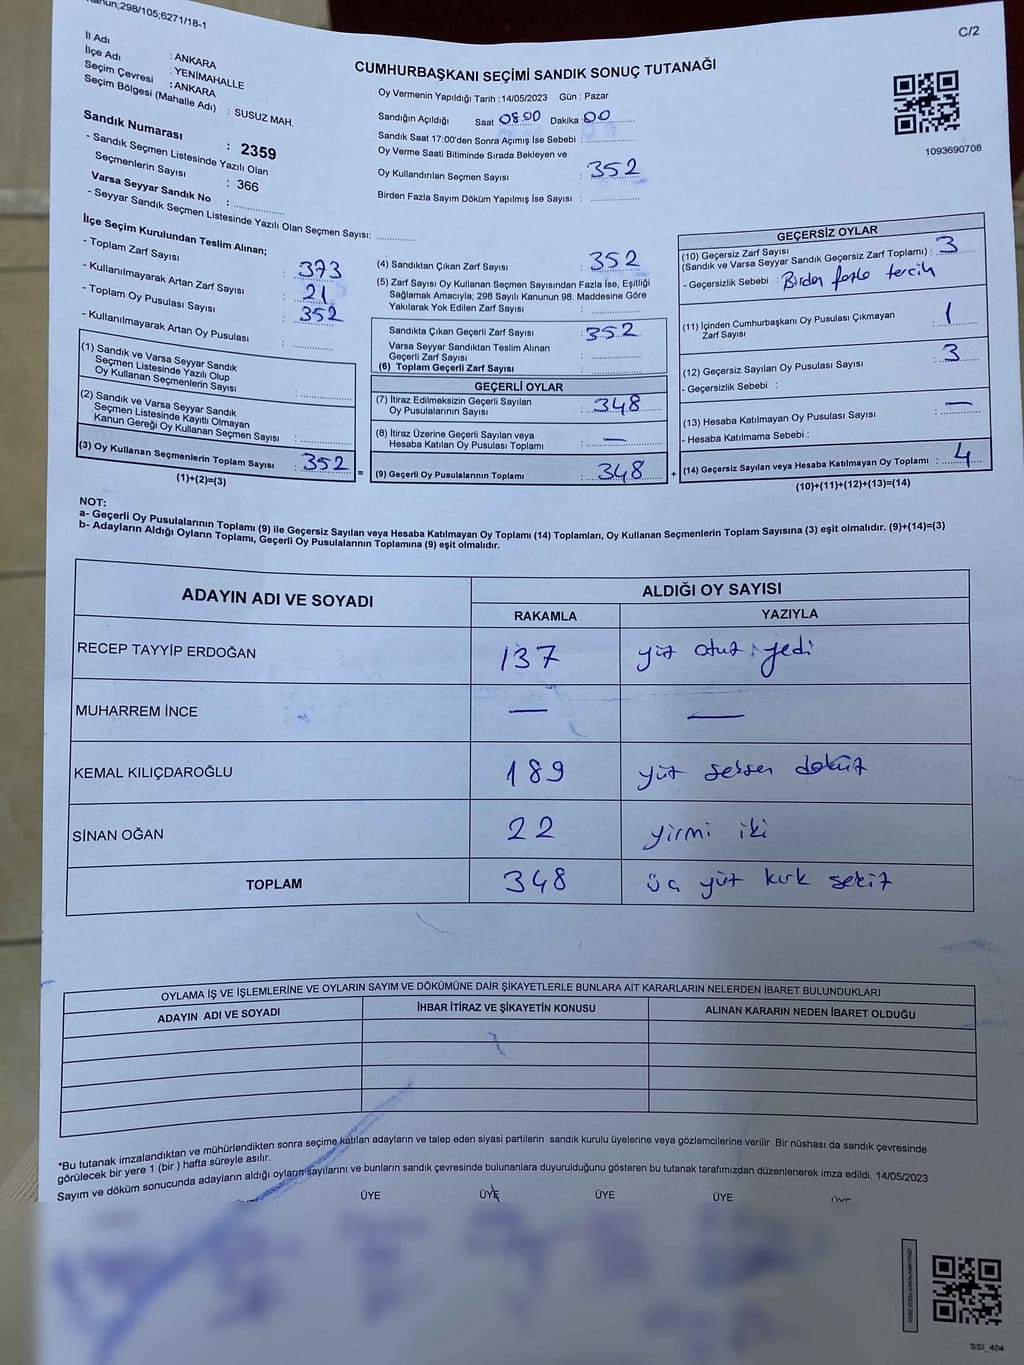 298/105;6271/18-1
C/2
İl Adı : ANKARA
İlçe Adı : YENİMAHALLE
Seçim Çevresi : ANKARA
Seçim Bölgesi (Mahalle Adı) : SUSUZ MAH.
Sandık Numarası : 2359
- Sandık Seçmen Listesinde Yazılı Olan
Seçmenlerin Sayısı : 366
Varsa Seyyar Sandık No :
- Seyyar Sandık Seçmen Listesinde Yazılı Olan Seçmen Sayısı:
CUMHURBAŞKANI SEÇİMİ SANDIK SONUÇ TUTANAĞI
Oy Vermenin Yapıldığı Tarih : 14/05/2023 Gün : Pazar
Sandığın Açıldığı Saat 08.00 Dakika : 00
Sandık Saat 17:00'den Sonra Açımış İse Sebebi :
Oy Verme Saati Bitiminde Sırada Bekleyen ve
Oy Kullandırılan Seçmen Sayısı : 352
Birden Fazla Sayım Döküm Yapılmış İse Sayısı :
1093690708
İlçe Seçim Kurulundan Teslim Alınan;
- Toplam Zarf Sayısı : 373
- Kullanılmayarak Artan Zarf Sayısı : 21
- Toplam Oy Pusulası Sayısı : 352
- Kullanılmayarak Artan Oy Pusulası :
(1) Sandık ve Varsa Seyyar Sandık
Seçmen Listesinde Yazılı Olup
Oy Kullanan Seçmenlerin Sayısı :
(2) Sandık ve Varsa Seyyar Sandık
Seçmen Listesinde Kayıtlı Olmayan
Kanun Gereği Oy Kullanan Seçmen Sayısı :
(3) Oy Kullanan Seçmenlerin Toplam Sayısı : 352
(1)+(2)=(3)
(4) Sandıktan Çıkan Zarf Sayısı : 352
(5) Zarf Sayısı Oy Kullanan Seçmen Sayısından Fazla İse, Eşitliği
Sağlamak Amacıyla; 298 Sayılı Kanunun 98. Maddesine Göre
Yakılarak Yok Edilen Zarf Sayısı :
Sandıkta Çıkan Geçerli Zarf Sayısı : 352
Varsa Seyyar Sandıktan Teslim Alınan
Geçerli Zarf Sayısı :
(6) Toplam Geçerli Zarf Sayısı :
GEÇERLİ OYLAR
(7) İtiraz Edilmeksizin Geçerli Sayılan
Oy Pusulalarının Sayısı : 348
(8) İtiraz Üzerine Geçerli Sayılan veya
Hesaba Katılan Oy Pusulası Toplamı : —
= (9) Geçerli Oy Pusulalarının Toplamı : 348
GEÇERSİZ OYLAR
(10) Geçersiz Zarf Sayısı
(Sandık ve Varsa Seyyar Sandık Geçersiz Zarf Toplamı) : 3
- Geçersizlik Sebebi : Birden fazla tercih
(11) İçinden Cumhurbaşkanı Oy Pusulası Çıkmayan
Zarf Sayısı : 1
(12) Geçersiz Sayılan Oy Pusulası Sayısı : 3
- Geçersizlik Sebebi :
(13) Hesaba Katılmayan Oy Pusulası Sayısı : —
- Hesaba Katılmama Sebebi :
+ (14) Geçersiz Sayılan veya Hesaba Katılmayan Oy Toplamı : 4
(10)+(11)+(12)+(13)=(14)
NOT:
a- Geçerli Oy Pusulalarının Toplamı (9) ile Geçersiz Sayılan veya Hesaba Katılmayan Oy Toplamı (14) Toplamları, Oy Kullanan Seçmenlerin Toplam Sayısına (3) eşit olmalıdır. (9)+(14)=(3)
b- Adayların Aldığı Oyların Toplamı, Geçerli Oy Pusulalarının Toplamına (9) eşit olmalıdır.
ADAYIN ADI VE SOYADI
ALDIĞI OY SAYISI
RAKAMLA YAZIYLA
RECEP TAYYİP ERDOĞAN 137 yüz otuz yedi
MUHARREM İNCE — —
KEMAL KILIÇDAROĞLU 189 yüz seksen dokuz
SİNAN OĞAN 22 yirmi iki
TOPLAM 348 üç yüz kırk sekiz
OYLAMA İŞ VE İŞLEMLERİNE VE OYLARIN SAYIM VE DÖKÜMÜNE DAİR ŞİKAYETLERLE BUNLARA AİT KARARLARIN NELERDEN İBARET BULUNDUKLARI
ADAYIN ADI VE SOYADI İHBAR İTİRAZ VE ŞİKAYETİN KONUSU ALINAN KARARIN NEDEN İBARET OLDUĞU
*Bu tutanak imzalandıktan ve mühürlendikten sonra seçime katılan adayların ve talep eden siyasi partilerin sandık kurulu üyelerine veya gözlemcilerine verilir .Bir nüshası da sandık çevresinde
görülecek bir yere 1 (bir ) hafta süreyle asılır.
Sayım ve döküm sonucunda adayların aldığı oyların sayılarını ve bunların sandık çevresinde bulunanlara duyurulduğunu gösteren bu tutanak tarafımızdan düzenlenerek imza edildi. 14/05/2023
ÜYE ÜYE ÜYE ÜYE
SSI_404